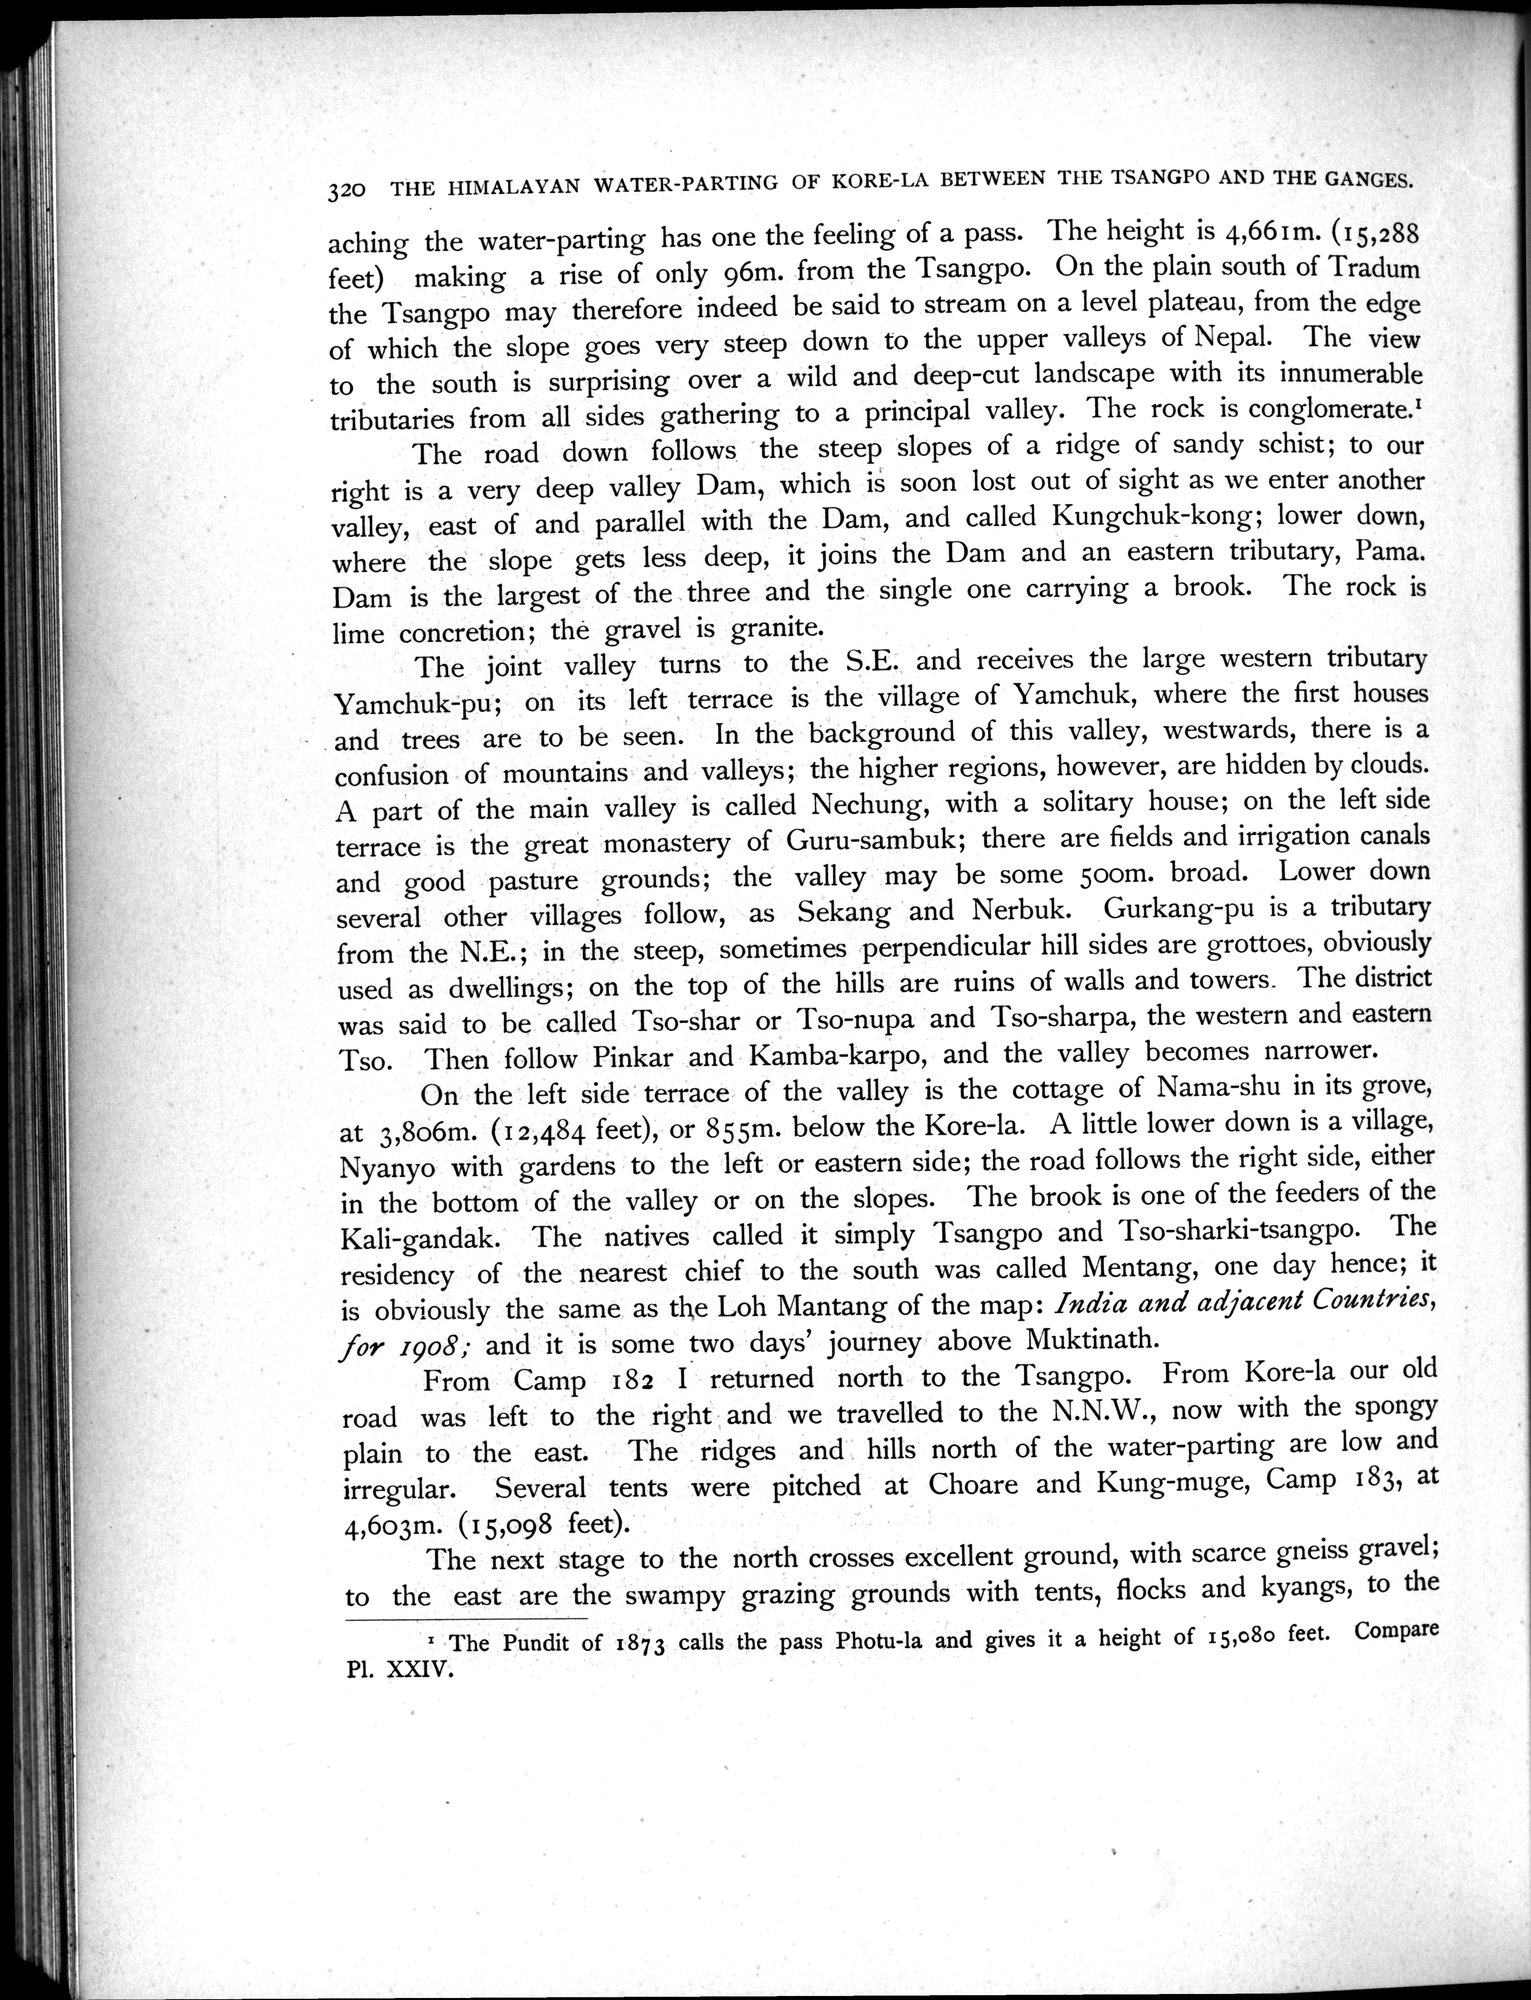 320 THE HIMALAYAN WATER-PARTING OF KORE-LA BETWEEN THE TSANGPO AND THE GANGES.
aching the water-parting has one the feeling of a pass. The height is 4,661m. (15,288
feet) making a rise of only 96m. from the Tsangpo. On the plain south of Tradum
the Tsangpo may therefore indeed be said to stream on a level plateau, from the edge
of which the slope goes very steep down to the upper valleys of Nepal. The view
to the south is surprising over a wild and deep-cut landscape with its innumerable
tributaries from all sides gathering to a principal valley. The rock is conglomerate.¹
The road down follows the steep slopes of a ridge of sandy schist; to our
right is a very deep valley Dam, which is soon lost out of sight as we enter another
valley, east of and parallel with the Dam, and called Kungchuk-kong; lower down,
where the slope gets less deep, it joins the Dam and an eastern tributary, Pama.
Dam is the largest of the three and the single one carrying a brook. The rock is
lime concretion; the gravel is granite.
The joint valley turns to the S.E. and receives the large western tributary
Yamchuk-pu; on its left terrace is the village of Yamchuk, where the first houses
and trees are to be seen. In the background of this valley, westwards, there is a
confusion of mountains and valleys; the higher regions, however, are hidden by clouds.
A part of the main valley is called Nechung, with a solitary house; on the left side
terrace is the great monastery of Guru-sambuk; there are fields and irrigation canals
and good pasture grounds; the valley may be some 500m. broad. Lower down
several other villages follow, as Sekang and Nerbuk. Gurkang-pu is a tributary
from the N.E.; in the steep, sometimes perpendicular hill sides are grottoes, obviously
used as dwellings; on the top of the hills are ruins of walls and towers. The district
was said to be called Tso-shar or Tso-nupa and Tso-sharpa, the western and eastern
Tso. Then follow Pinkar and Kamba-karpo, and the valley becomes narrower.
On the left side terrace of the valley is the cottage of Nama-shu in its grove,
at 3,806m. (12,484 feet), or 855m. below the Kore-la. A little lower down is a village,
Nyanyo with gardens to the left or eastern side; the road follows the right side, either
in the bottom of the valley or on the slopes. The brook is one of the feeders of the
Kali-gandak. The natives called it simply Tsangpo and Tso-sharki-tsangpo. The
residency of the nearest chief to the south was called Mentang, one day hence; it
is obviously the same as the Loh Mantang of the map: India and adjacent Countries,
for 1908; and it is some two days' journey above Muktinath.
From Camp 182 I returned north to the Tsangpo. From Kore-la our old
road was left to the right and we travelled to the N.N.W., now with the spongy
plain to the east. The ridges and hills north of the water-parting are low and
irregular. Several tents were pitched at Choare and Kung-muge, Camp 183, at
4,603m. (15,098 feet).
The next stage to the north crosses excellent ground, with scarce gneiss gravel;
to the east are the swampy grazing grounds with tents, flocks and kyangs, to the
¹ The Pundit of 1873 calls the pass Photu-la and gives it a height of 15,080 feet. Compare
Pl. XXIV.